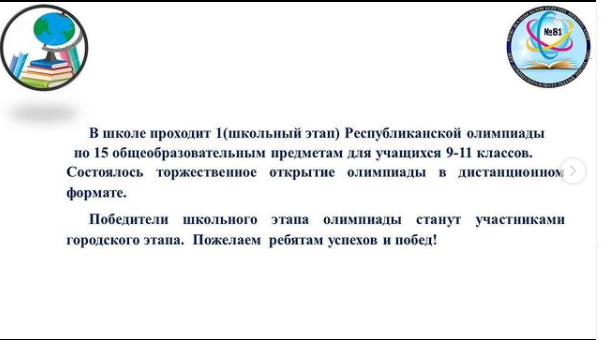 №81
В школе проходит 1(школьный этап) Республиканской олимпиады
по 15 общеобразовательным предметам для учащихся 9-11 классов.
Состоялось торжественное открытие олимпиады в дистанционном
формате.
Победители школьного этапа олимпиады станут участниками
городского этапа. Пожелаем ребятам успехов и побед!